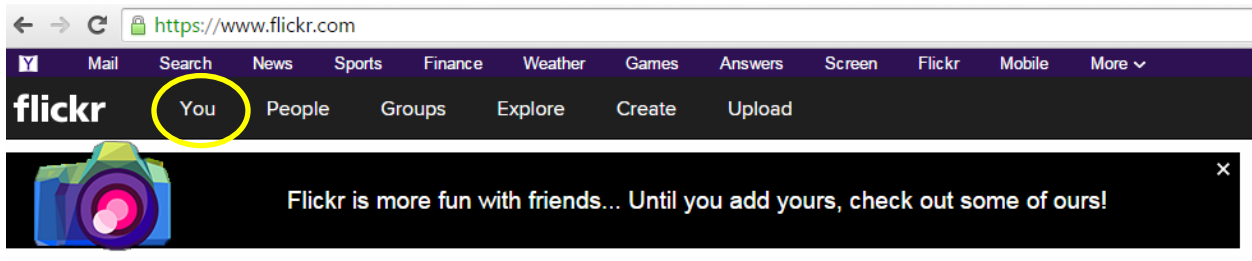 https://www.flickr.com
Y Mail Search News Sports Finance Weather Games Answers Screen Flickr Mobile More
flickr You People Groups Explore Create Upload
Flickr is more fun with friends... Until you add yours, check out some of ours!